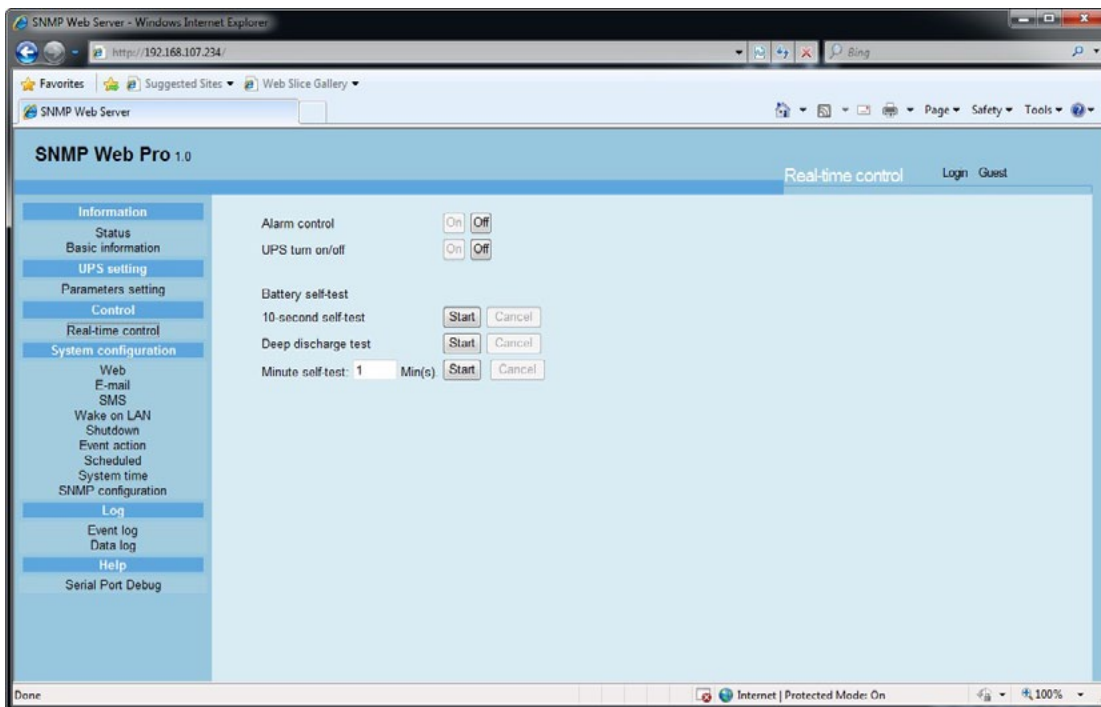 SNMP Web Server - Windows Internet Explorer
http://192.168.107.234/
Bing
Favorites Suggested Sites Web Slice Gallery
SNMP Web Server
Page Safety Tools
SNMP Web Pro 1.0
Real-time control Login Guest
Information
Status
Basic information
UPS setting
Parameters setting
Control
Real-time control
System configuration
Web
E-mail
SMS
Wake on LAN
Shutdown
Event action
Scheduled
System time
SNMP configuration
Log
Event log
Data log
Help
Serial Port Debug
Alarm control On Off
UPS turn on/off On Off
Battery self-test
10-second self-test Start Cancel
Deep discharge test Start Cancel
Minute self-test: 1 Min(s). Start Cancel
Done Internet | Protected Mode: On 100%